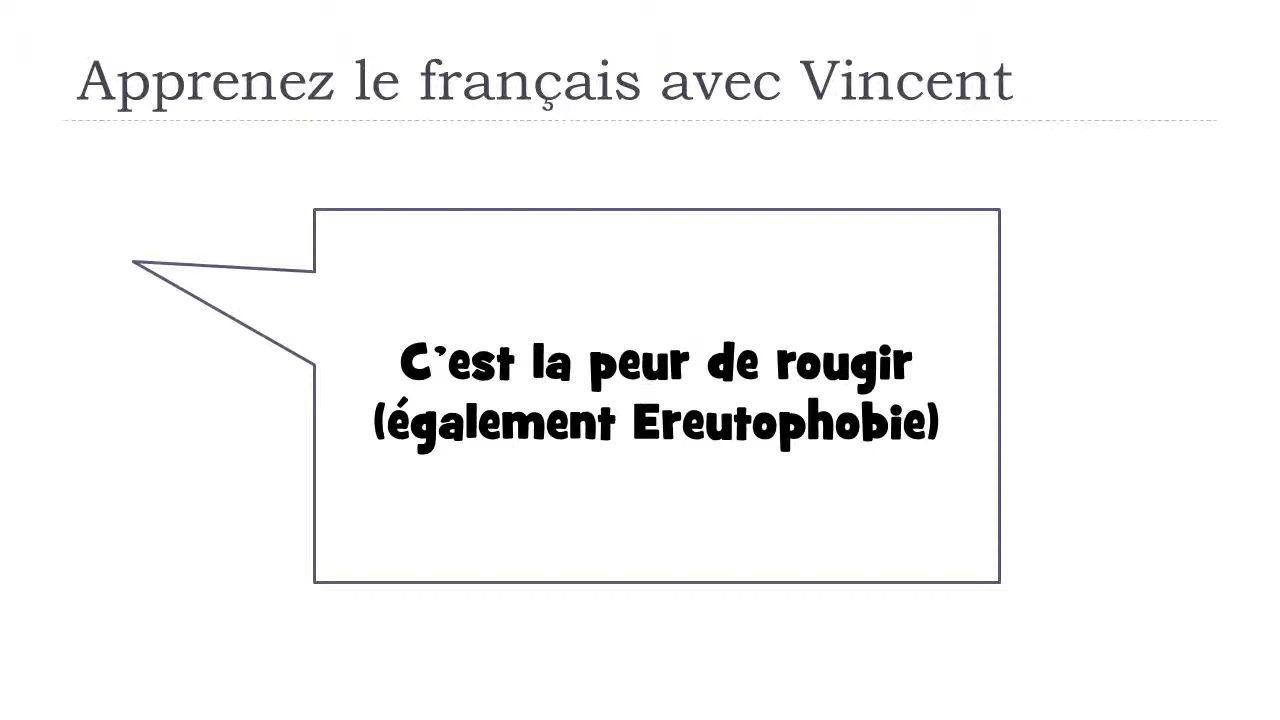 Apprenez le français avec Vincent
C’est la peur de rougir
(également Ereutophobie)